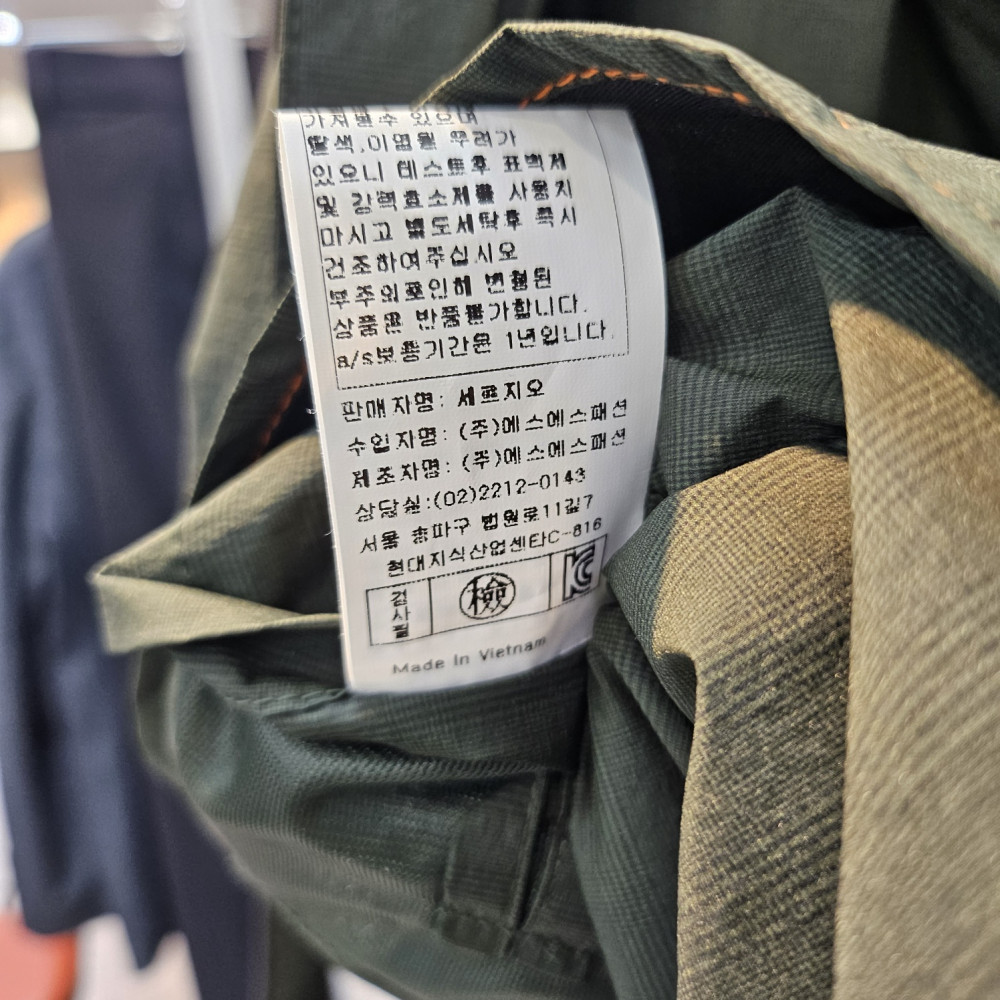 가져올수 있으며
탈색,이염될 우려가
있으니 테스트후 표백제
및 강력효소제를 사용치
마시고 별도세탁후 즉시
건조하여주십시오
부주의로인해 변형된
상품은 반품불가합니다.
a/s보통기간은 1년입니다.
판매자명: 세르지오
수입자명: (주)에스에스패션
제조자명: (주)에스에스패션
상담실:(02)2212-0143
서울 송파구 법원로11길7
현대지식산업센타C-816
검사필 檢 KC
Made In Vietnam